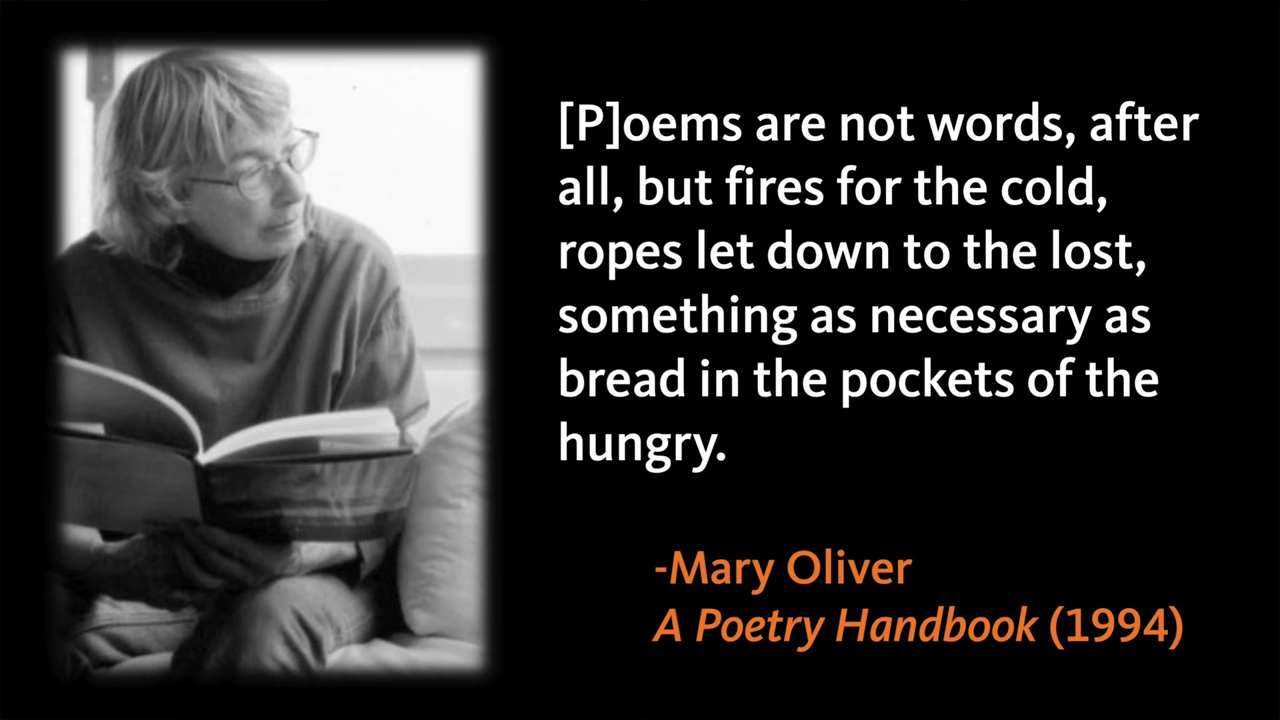 [P]oems are not words, after
all, but fires for the cold,
ropes let down to the lost,
something as necessary as
bread in the pockets of the
hungry.
-Mary Oliver
A Poetry Handbook (1994)